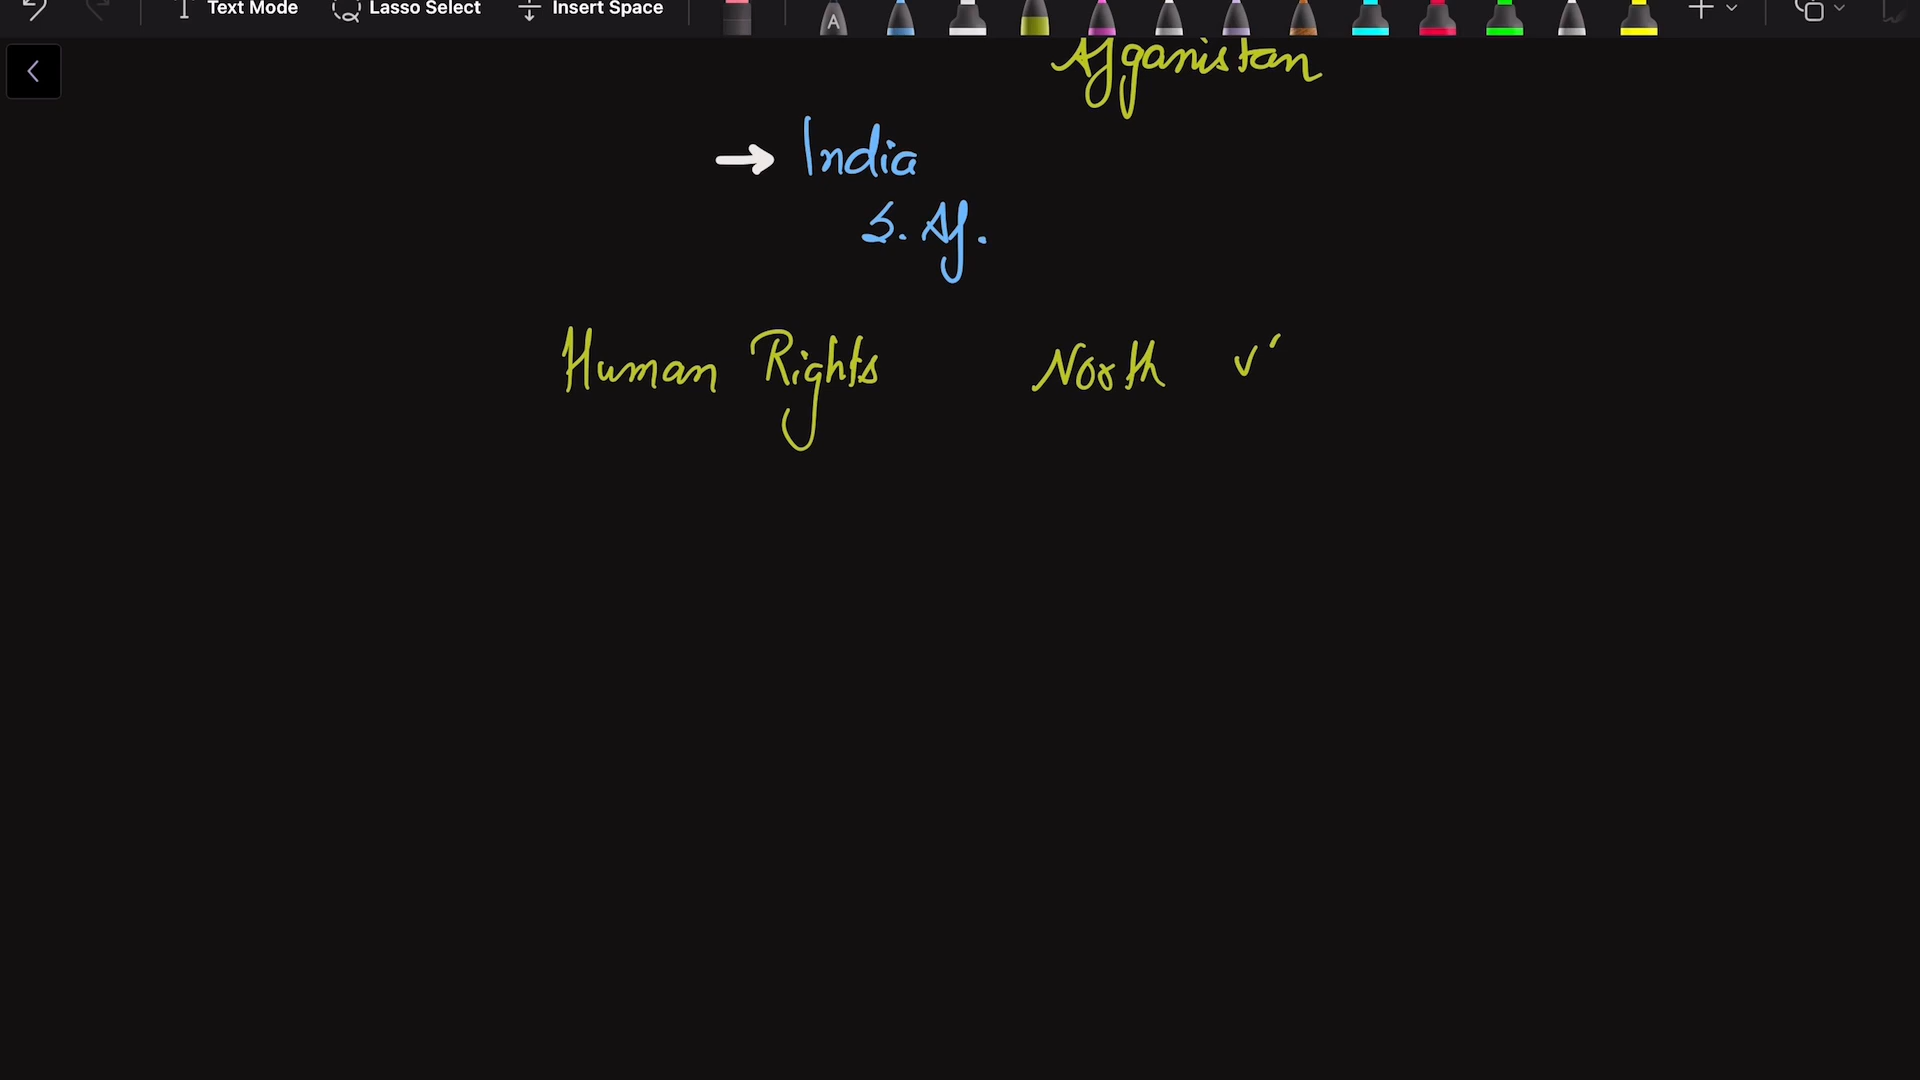 Text Mode Lasso Select Insert Space
A
Afganistan
→ India
S. Af.
Human Rights North v'